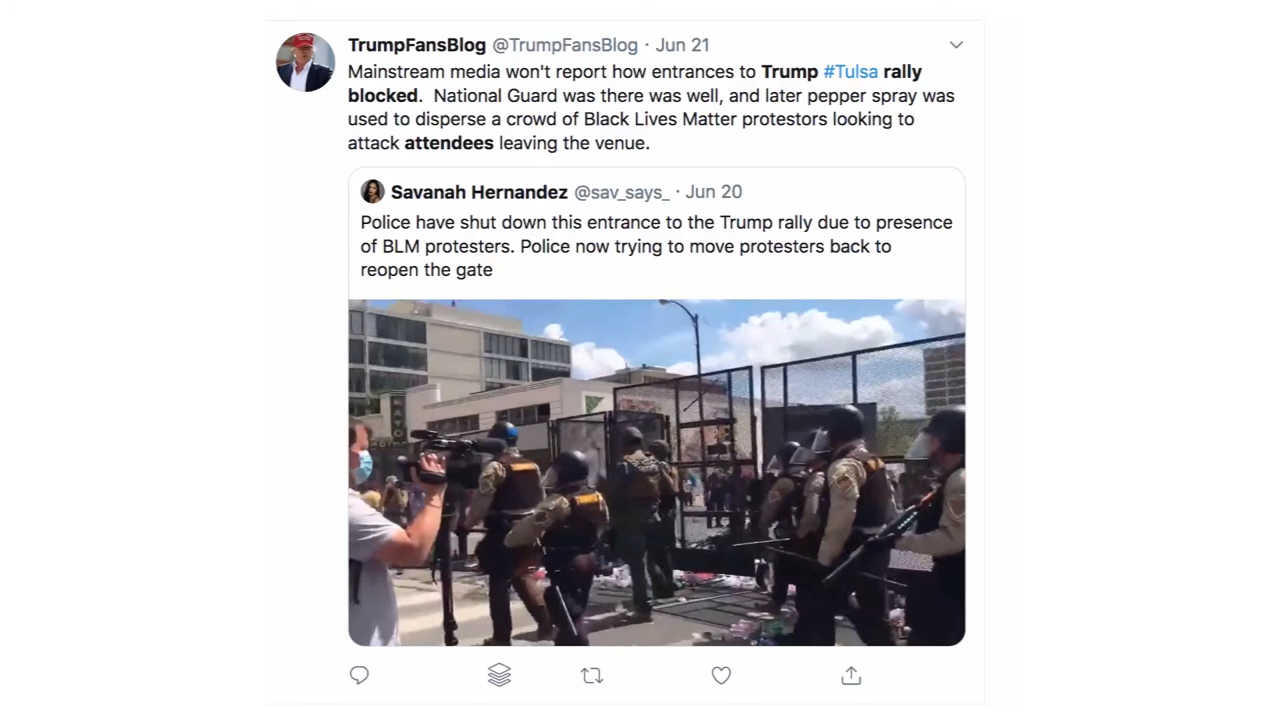 TrumpFansBlog @TrumpFansBlog · Jun 21
Mainstream media won't report how entrances to Trump #Tulsa rally
blocked. National Guard was there was well, and later pepper spray was
used to disperse a crowd of Black Lives Matter protestors looking to
attack attendees leaving the venue.
Savanah Hernandez @sav_says_ · Jun 20
Police have shut down this entrance to the Trump rally due to presence
of BLM protesters. Police now trying to move protesters back to
reopen the gate